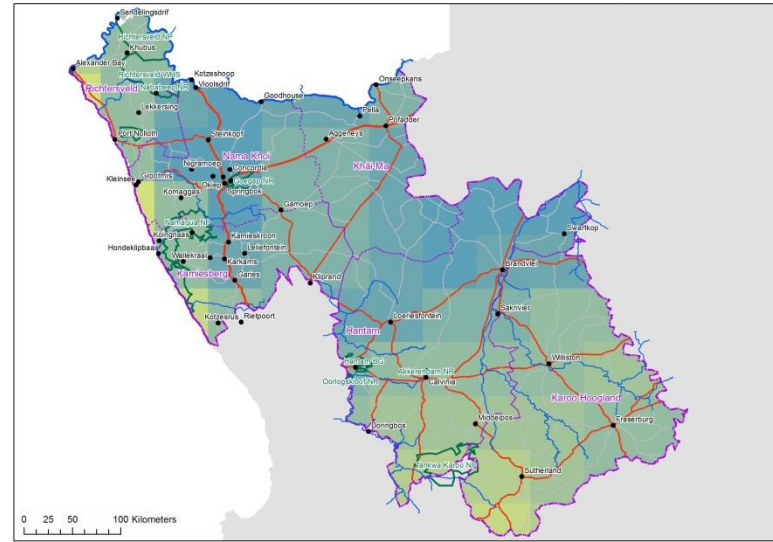 Sendelingsdrif
Richtersveld NP
Khubus
Alexander Bay
Richtersveld WHS
Kotzeshoop
Vioolsdrif
Nababeep NR
Richtersveld
Goodhouse
Onseepkans
Lekkersing
Pella
Pofadder
Port Nolloth
Steinkopf
Aggeneys
Nama Khoi
Nigramoep
Concordia
Khâi-Ma
Kleinsee
Grootmis
Okiep
Goegap NR
Springbok
Komaggas
Gamoep
Namaqua NP
Koingnaas
Swartkop
Hondeklipbaai
Kamieskroon
Leliefontein
Wallekraal
Karkams
Brandvlei
Kamiesberg
Garies
Kliprand
Kotzesrus
Rietpoort
Loeriesfontein
Saknvier
Hantam
Williston
Hantam BG
Akkerendam NR
Oorlogskloof NR
Calvinia
Karoo Hoogland
Middelpos
Fraserburg
Doringbos
Tankwa Karoo NP
Sutherland
0 25 50 100 Kilometers